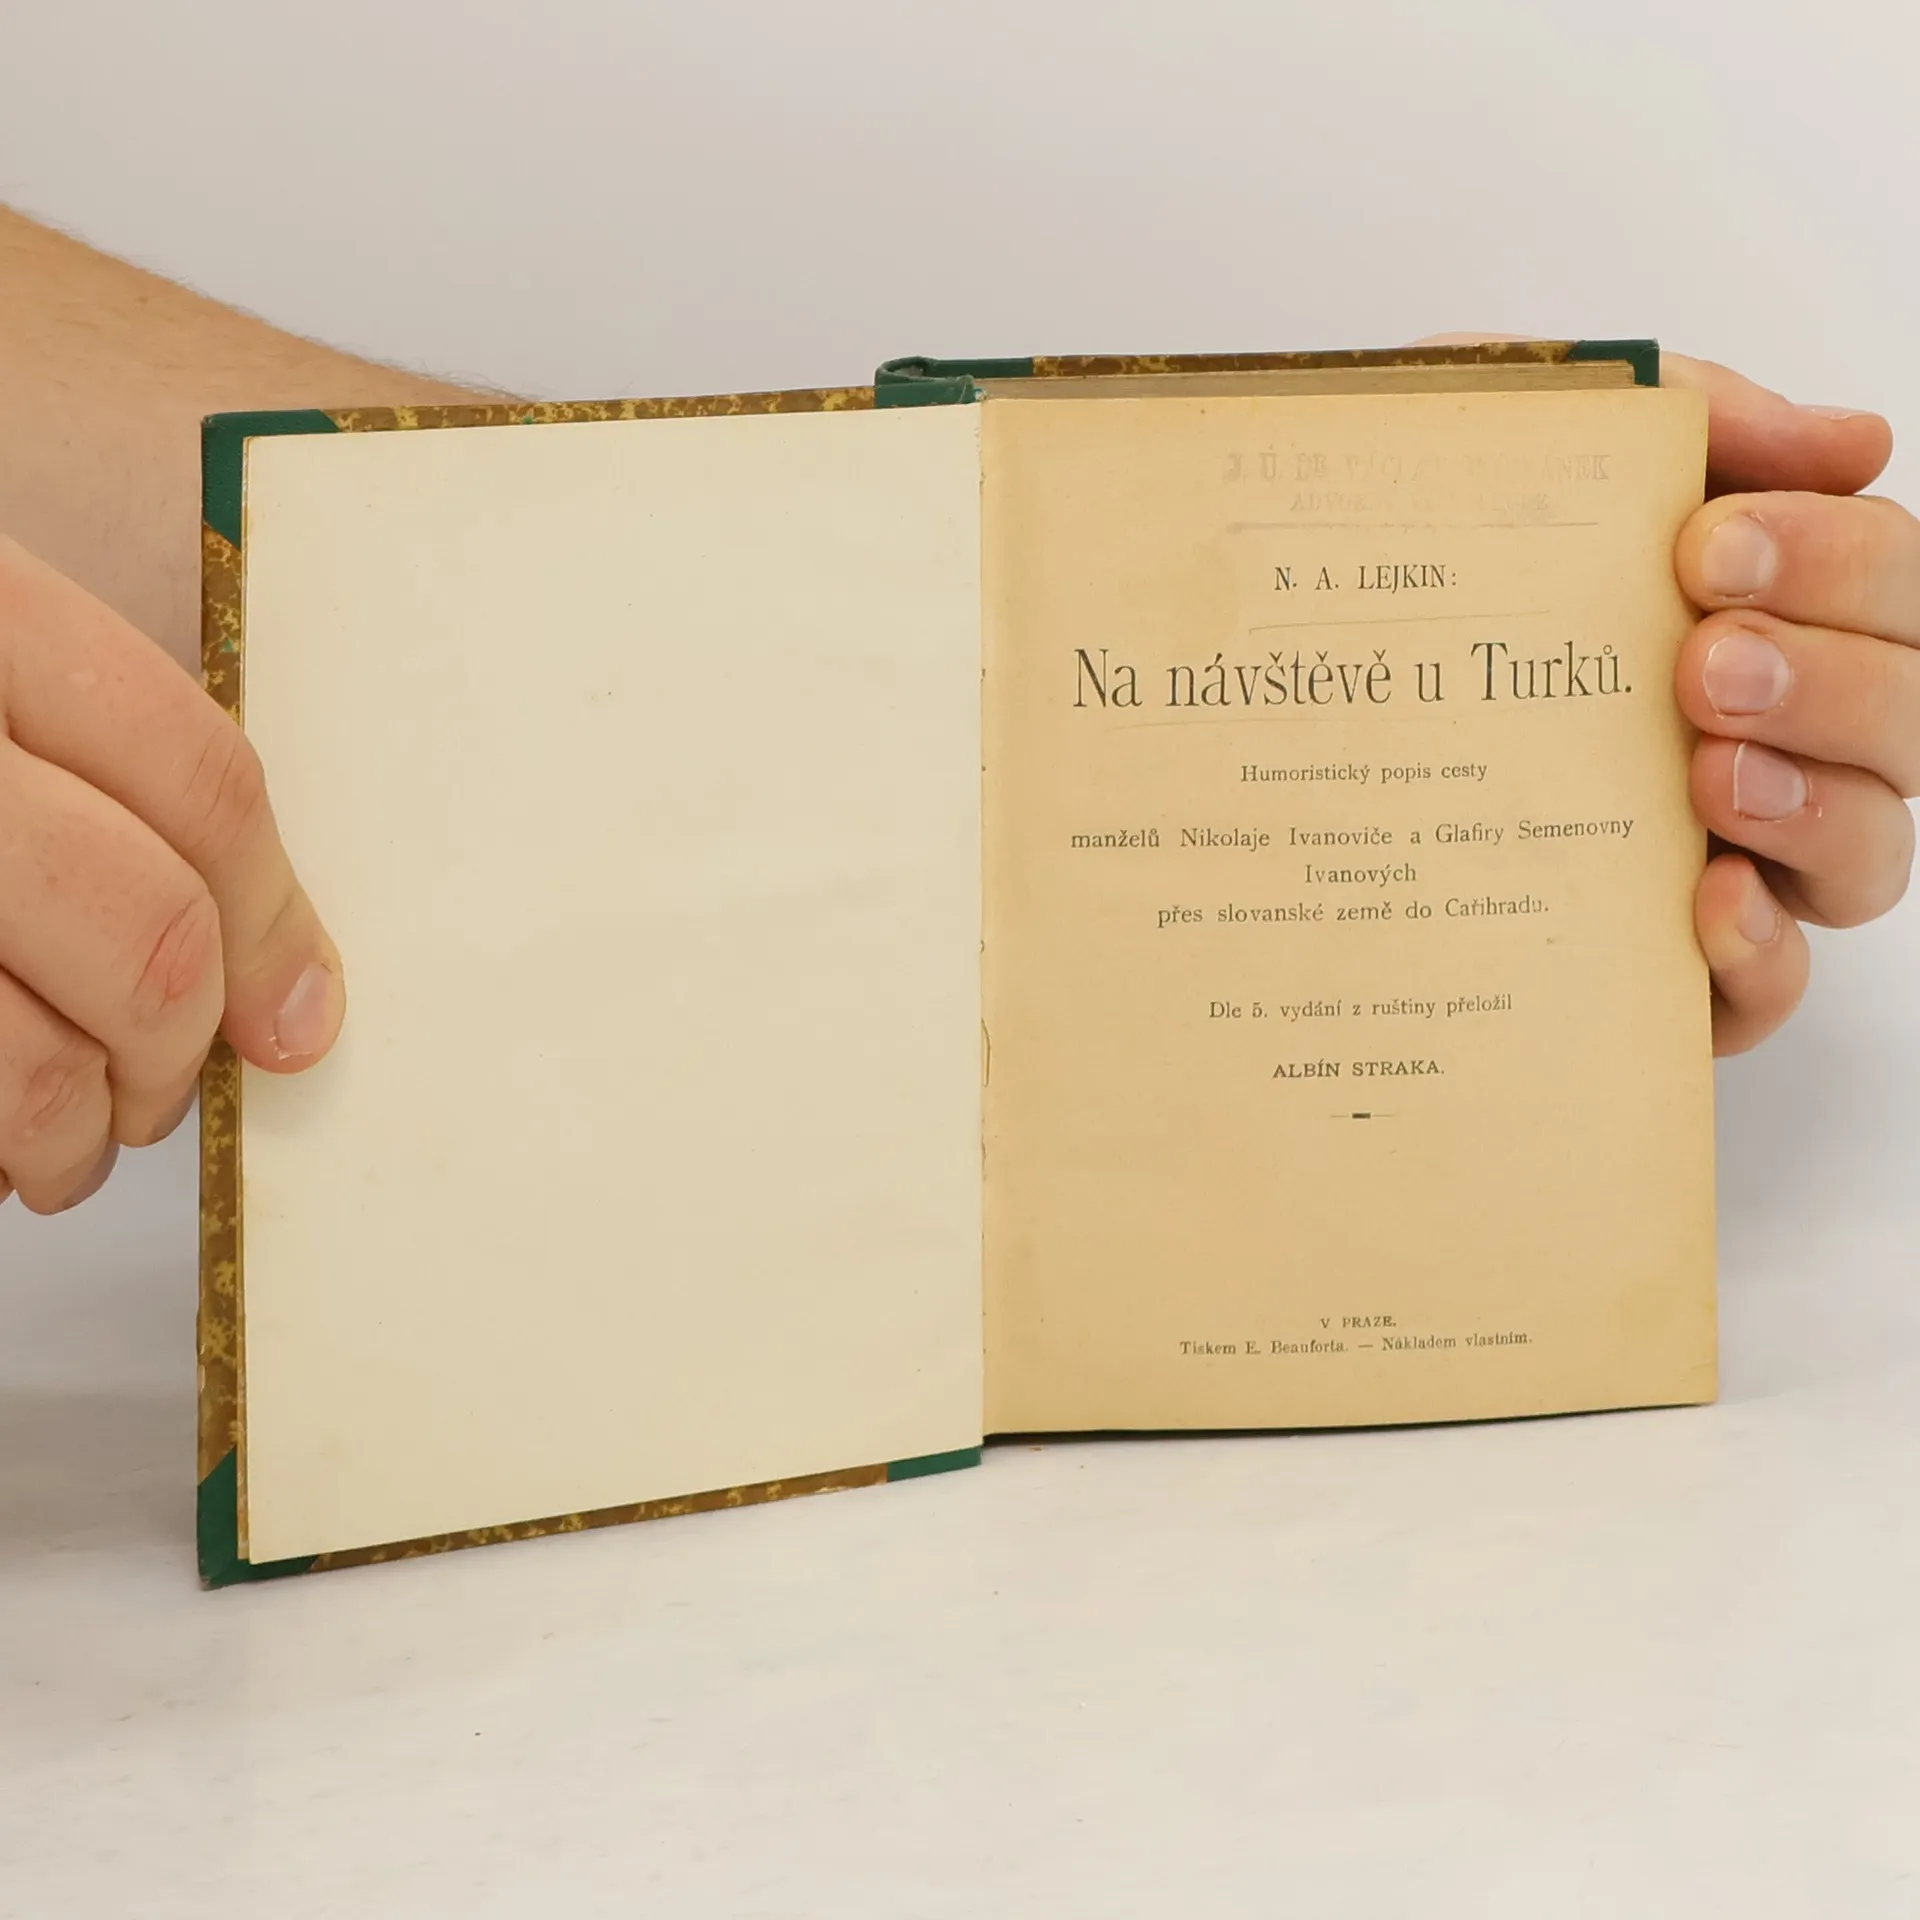 N. A. LEJKIN:
Na návštěvě u Turků.
Humoristický popis cesty
manželů Nikolaje Ivanoviče a Glafiry Semenovny
Ivanových
přes slovanské země do Cařihradu.
Dle 5. vydání z ruštiny přeložil
ALBÍN STRAKA.
V PRAZE.
Tiskem E. Beauforta. — Nákladem vlastním.